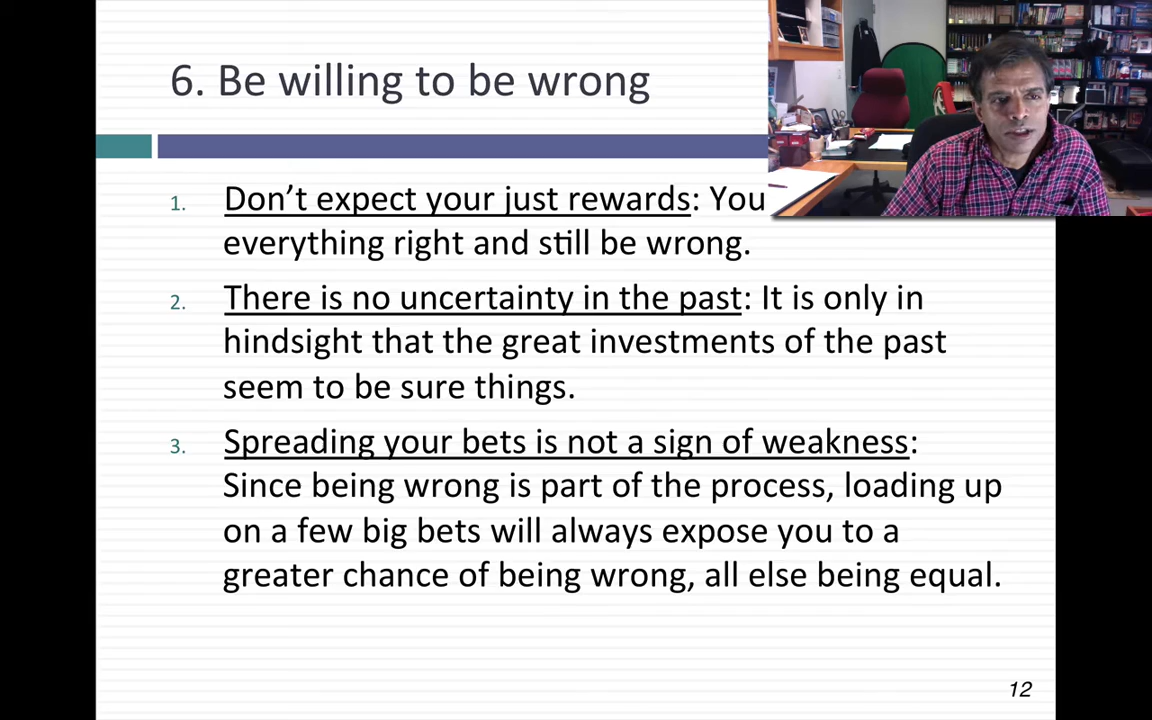 6. Be willing to be wrong
1. Don't expect your just rewards: You
everything right and still be wrong.
2. There is no uncertainty in the past: It is only in
hindsight that the great investments of the past
seem to be sure things.
3. Spreading your bets is not a sign of weakness:
Since being wrong is part of the process, loading up
on a few big bets will always expose you to a
greater chance of being wrong, all else being equal.
12